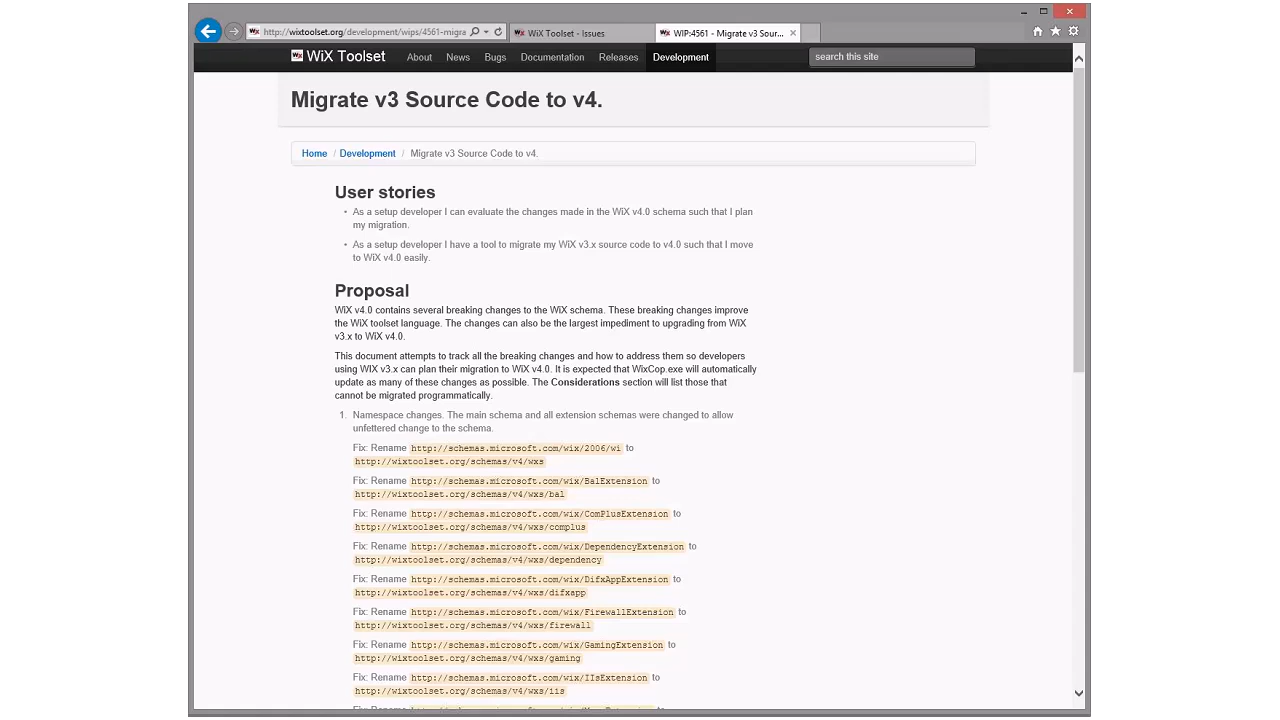 http://wixtoolset.org/development/wips/4561-migra
WiX Toolset - Issues
WIP:4561 - Migrate v3 Sour...
WiX Toolset
About
News
Bugs
Documentation
Releases
Development
search this site
Migrate v3 Source Code to v4.
Home / Development / Migrate v3 Source Code to v4.
User stories
• As a setup developer I can evaluate the changes made in the WiX v4.0 schema such that I plan
my migration.
• As a setup developer I have a tool to migrate my WiX v3.x source code to v4.0 such that I move
to WiX v4.0 easily.
Proposal
WiX v4.0 contains several breaking changes to the WiX schema. These breaking changes improve
the WiX toolset language. The changes can also be the largest impediment to upgrading from WiX
v3.x to WiX v4.0.
This document attempts to track all the breaking changes and how to address them so developers
using WIX v3.x can plan their migration to WiX v4.0. It is expected that WixCop.exe will automatically
update as many of these changes as possible. The Considerations section will list those that
cannot be migrated programmatically.
1. Namespace changes. The main schema and all extension schemas were changed to allow
unfettered change to the schema.
Fix: Rename http://schemas.microsoft.com/wix/2006/wi to
http://wixtoolset.org/schemas/v4/wxs
Fix: Rename http://schemas.microsoft.com/wix/BalExtension to
http://wixtoolset.org/schemas/v4/wxs/bal
Fix: Rename http://schemas.microsoft.com/wix/ComPlusExtension to
http://wixtoolset.org/schemas/v4/wxs/complus
Fix: Rename http://schemas.microsoft.com/wix/DependencyExtension to
http://wixtoolset.org/schemas/v4/wxs/dependency
Fix: Rename http://schemas.microsoft.com/wix/DifxAppExtension to
http://wixtoolset.org/schemas/v4/wxs/difxapp
Fix: Rename http://schemas.microsoft.com/wix/FirewallExtension to
http://wixtoolset.org/schemas/v4/wxs/firewall
Fix: Rename http://schemas.microsoft.com/wix/GamingExtension to
http://wixtoolset.org/schemas/v4/wxs/gaming
Fix: Rename http://schemas.microsoft.com/wix/IIsExtension to
http://wixtoolset.org/schemas/v4/wxs/iis